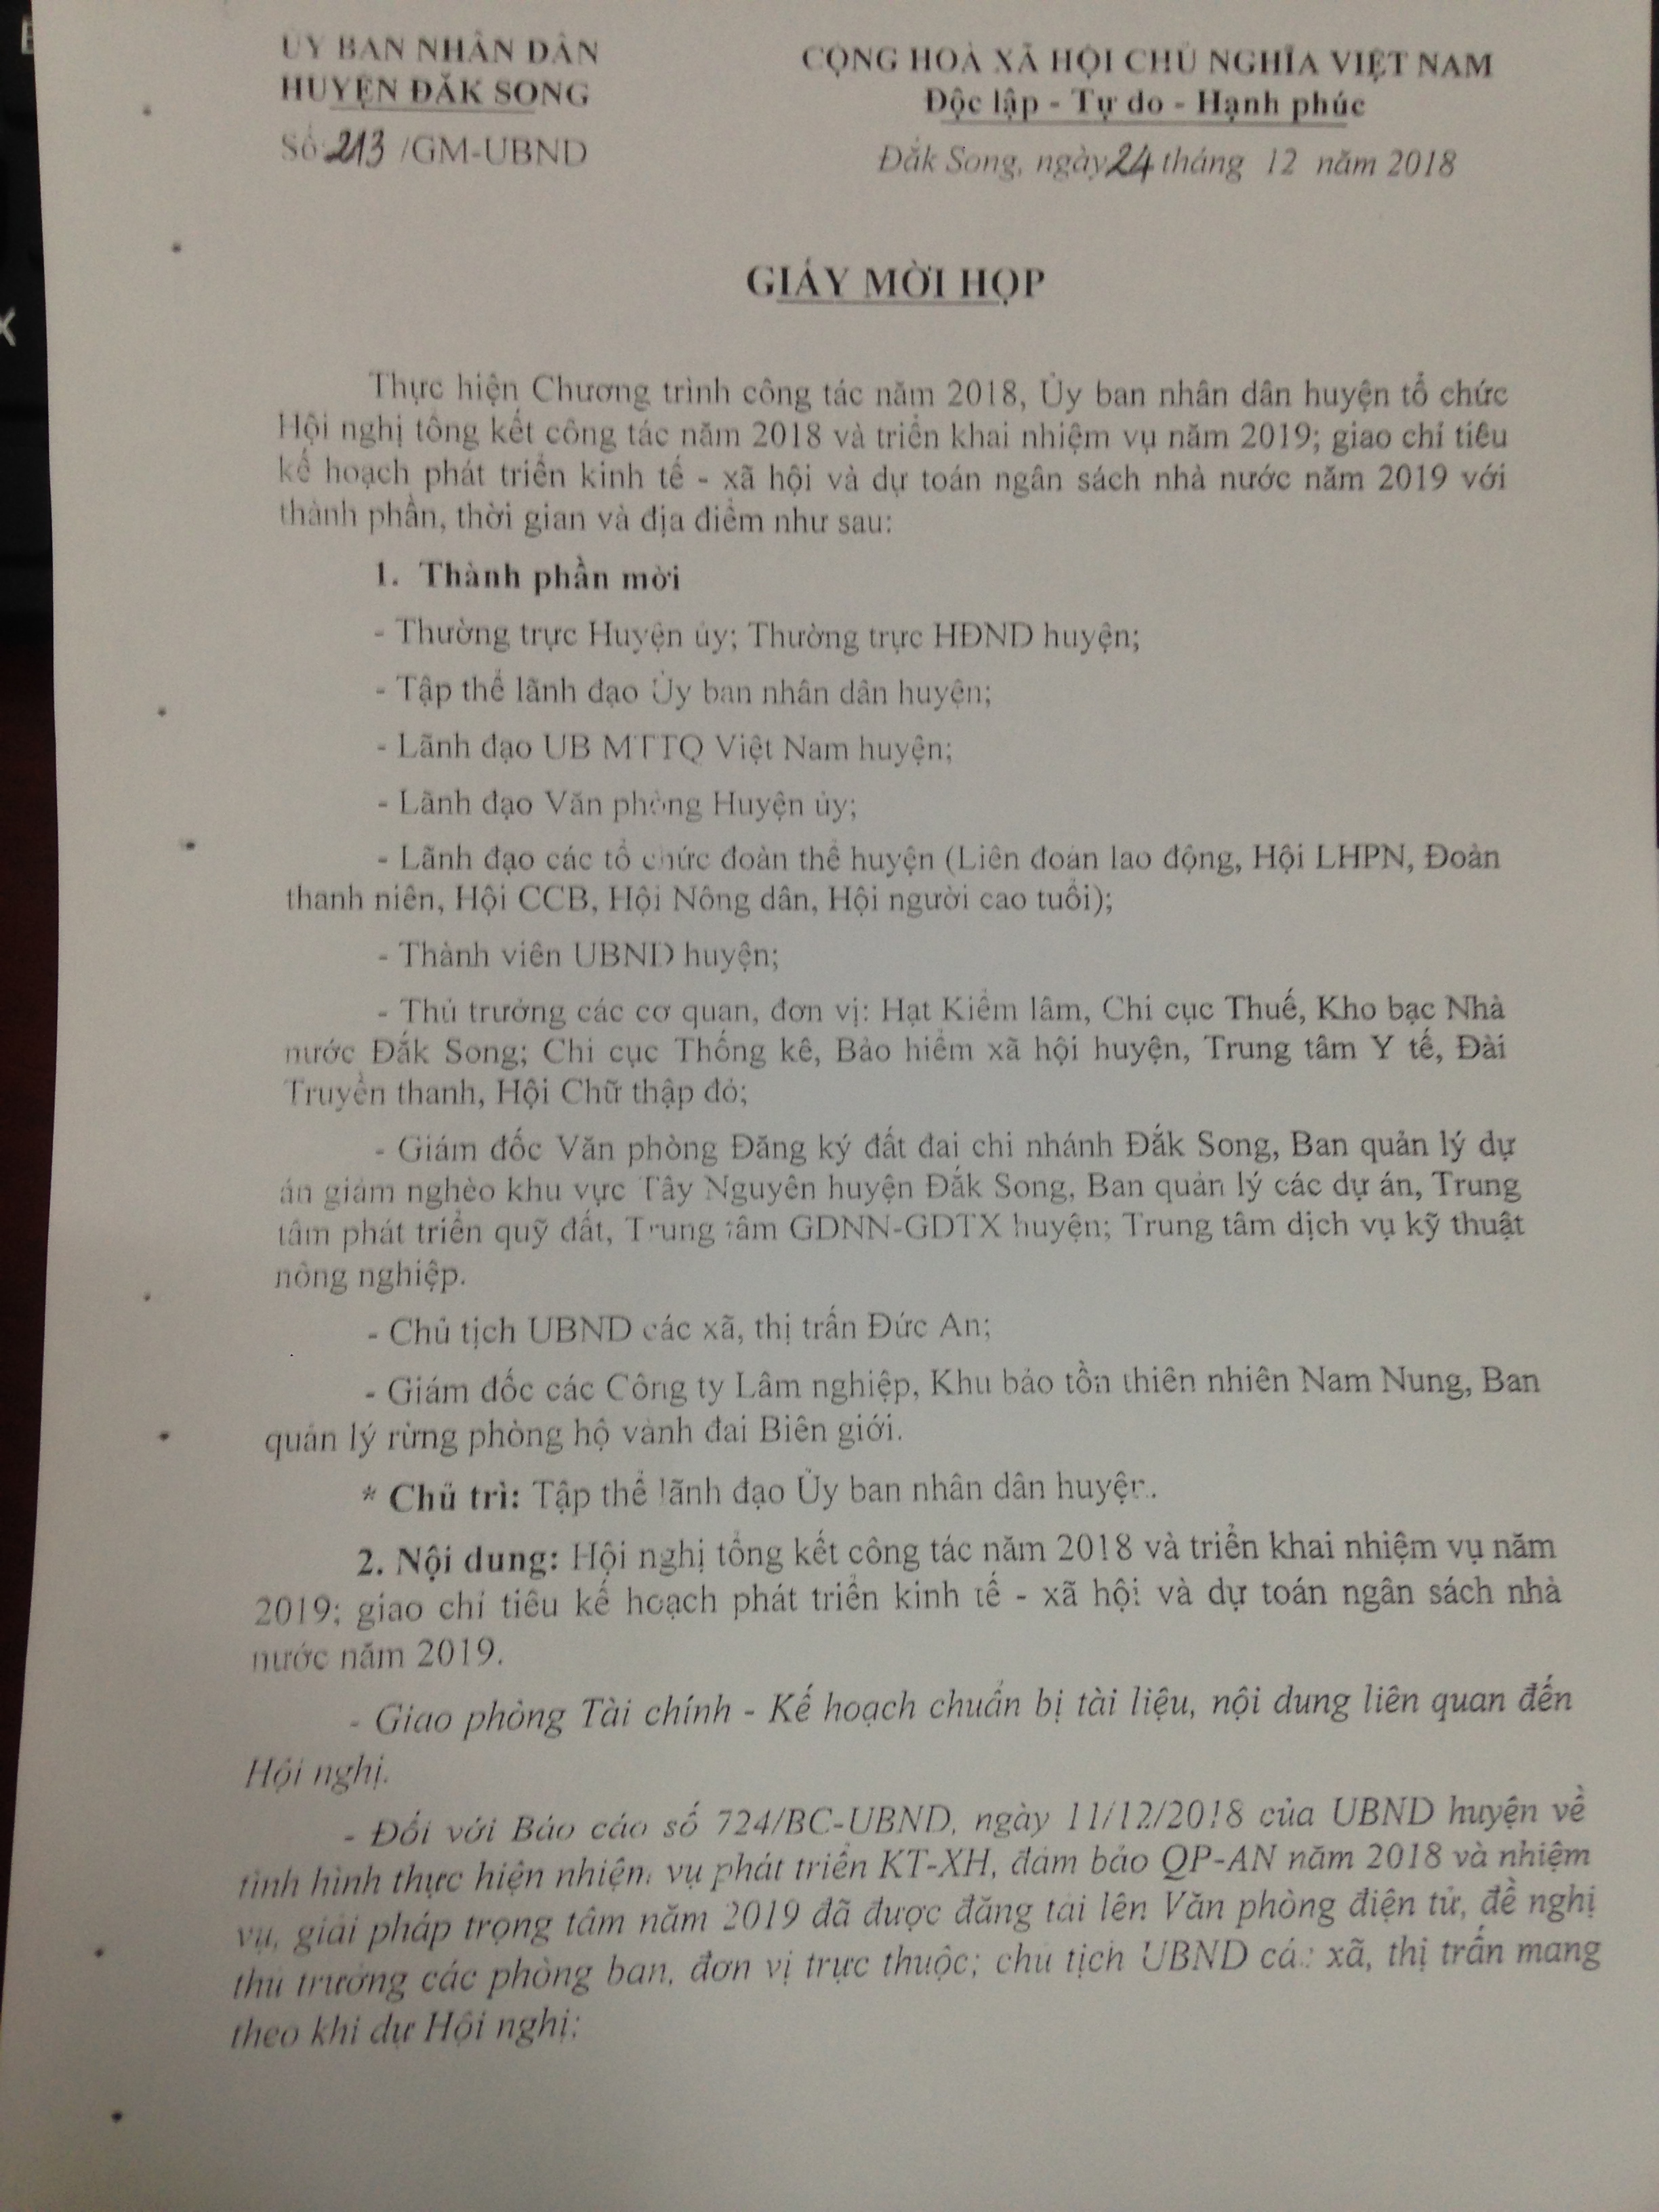 ỦY BAN NHÂN DÂN
HUYỆN ĐĂK SONG
Số: 213 /GM-UBND
CỘNG HOÀ XÃ HỘI CHỦ NGHĨA VIỆT NAM
Độc lập - Tự do - Hạnh phúc
Đắk Song, ngày 24 tháng 12 năm 2018
GIẤY MỜI HỌP
Thực hiện Chương trình công tác năm 2018, Ủy ban nhân dân huyện tổ chức
Hội nghị tổng kết công tác năm 2018 và triển khai nhiệm vụ năm 2019; giao chỉ tiêu
kế hoạch phát triển kinh tế - xã hội và dự toán ngân sách nhà nước năm 2019 với
thành phần, thời gian và địa điểm như sau:
1. Thành phần mời
- Thường trực Huyện ủy; Thường trực HĐND huyện;
- Tập thể lãnh đạo Ủy ban nhân dân huyện;
- Lãnh đạo UB MTTQ Việt Nam huyện;
- Lãnh đạo Văn phòng Huyện ủy;
- Lãnh đạo các tổ chức đoàn thể huyện (Liên đoàn lao động, Hội LHPN, Đoàn
thanh niên, Hội CCB, Hội Nông dân, Hội người cao tuổi);
- Thành viên UBND huyện;
- Thủ trưởng các cơ quan, đơn vị: Hạt Kiểm lâm, Chi cục Thuế, Kho bạc Nhà
nước Đắk Song; Chi cục Thống kê, Bảo hiểm xã hội huyện, Trung tâm Y tế, Đài
Truyền thanh, Hội Chữ thập đỏ;
- Giám đốc Văn phòng Đăng ký đất đai chi nhánh Đắk Song, Ban quản lý dự
án giảm nghèo khu vực Tây Nguyên huyện Đắk Song, Ban quản lý các dự án, Trung
tâm phát triển quỹ đất, Trung tâm GDNN-GDTX huyện; Trung tâm dịch vụ kỹ thuật
nông nghiệp.
- Chủ tịch UBND các xã, thị trấn Đức An;
- Giám đốc các Công ty Lâm nghiệp, Khu bảo tồn thiên nhiên Nam Nung, Ban
quản lý rừng phòng hộ vành đai Biên giới.
* Chủ trì: Tập thể lãnh đạo Ủy ban nhân dân huyện.
2. Nội dung: Hội nghị tổng kết công tác năm 2018 và triển khai nhiệm vụ năm
2019; giao chỉ tiêu kế hoạch phát triển kinh tế - xã hội và dự toán ngân sách nhà
nước năm 2019.
- Giao phòng Tài chính - Kế hoạch chuẩn bị tài liệu, nội dung liên quan đến
Hội nghị.
- Đối với Báo cáo số 724/BC-UBND, ngày 11/12/2018 của UBND huyện về
tình hình thực hiện nhiệm vụ phát triển KT-XH, đảm bảo QP-AN năm 2018 và nhiệm
vụ, giải pháp trọng tâm năm 2019 đã được đăng tải lên Văn phòng điện tử, đề nghị
thủ trưởng các phòng ban, đơn vị trực thuộc; chủ tịch UBND các xã, thị trấn mang
theo khi dự Hội nghị;